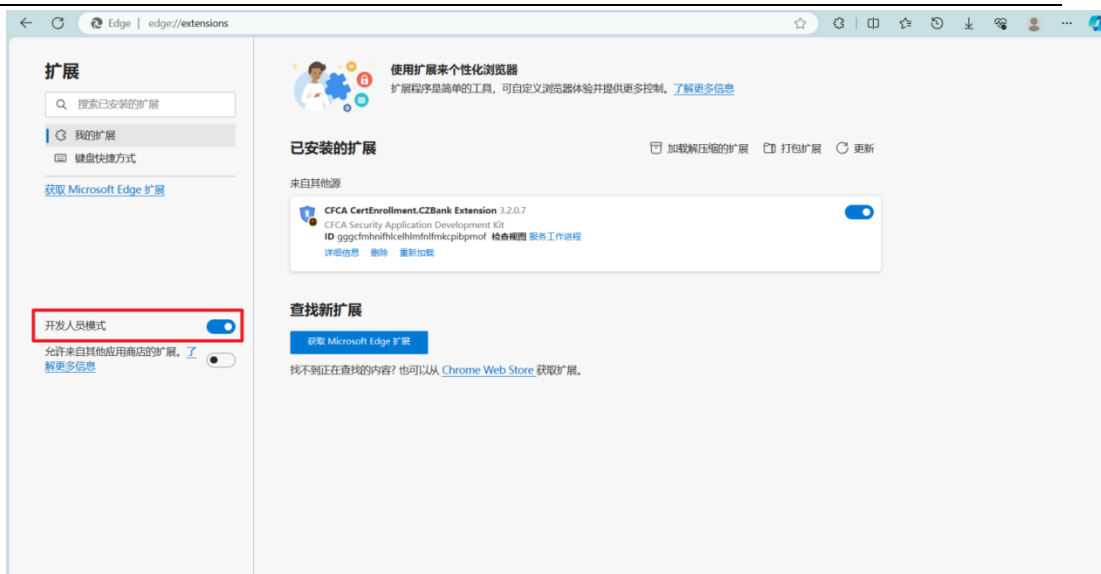 Edge | edge://extensions
扩展
搜索已安装的扩展
我的扩展
键盘快捷方式
获取 Microsoft Edge 扩展
开发人员模式
允许来自其他应用商店的扩展。了
解更多信息
使用扩展来个性化浏览器
扩展程序是简单的工具，可自定义浏览器体验并提供更多控制。了解更多信息
已安装的扩展
加载解压缩的扩展 打包扩展 更新
来自其他源
CFCA CertEnrollment.CZBank Extension 3.2.0.7
CFCA Security Application Development Kit
ID gggcfmhnifhlcelhlmfnlfmkcpibpmof 检查视图 服务工作进程
详细信息 删除 重新加载
查找新扩展
获取 Microsoft Edge 扩展
找不到正在查找的内容? 也可以从 Chrome Web Store 获取扩展。